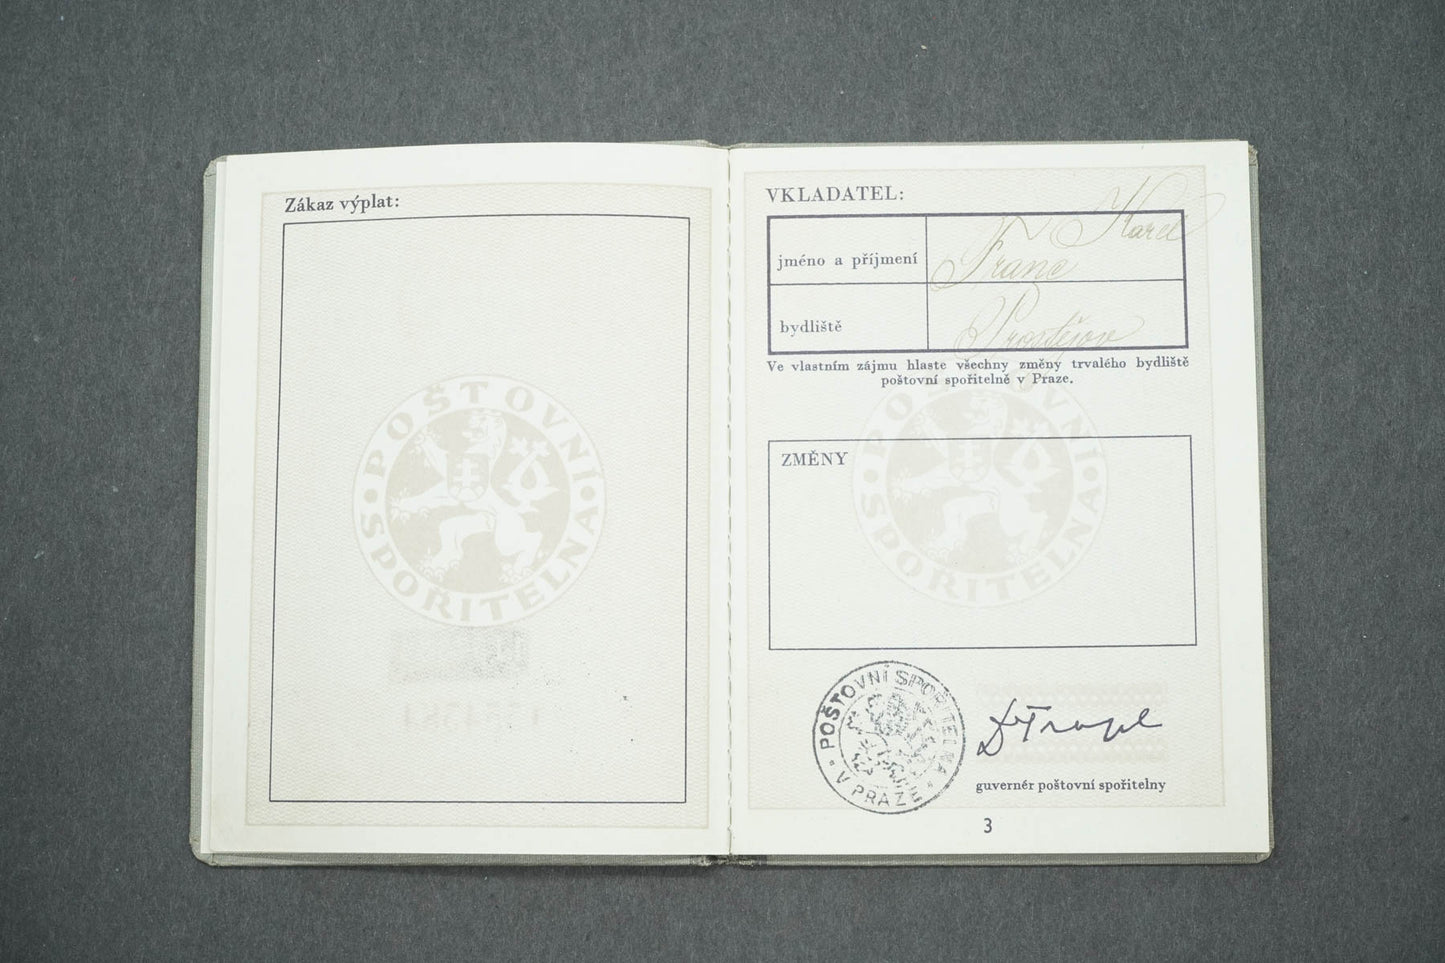 Zákaz výplat:
POŠTOVNÍ
SPOŘITELNA
VKLADATEL:
jméno a příjmení
Karel
Franc
bydliště
Prostějov
Ve vlastním zájmu hlaste všechny změny trvalého bydliště
poštovní spořitelně v Praze.
POŠTOVNÍ
SPOŘITELNA
ZMĚNY
POŠTOVNÍ SPOŘITELNA
V PRAZE
guvernér poštovní spořitelny
3